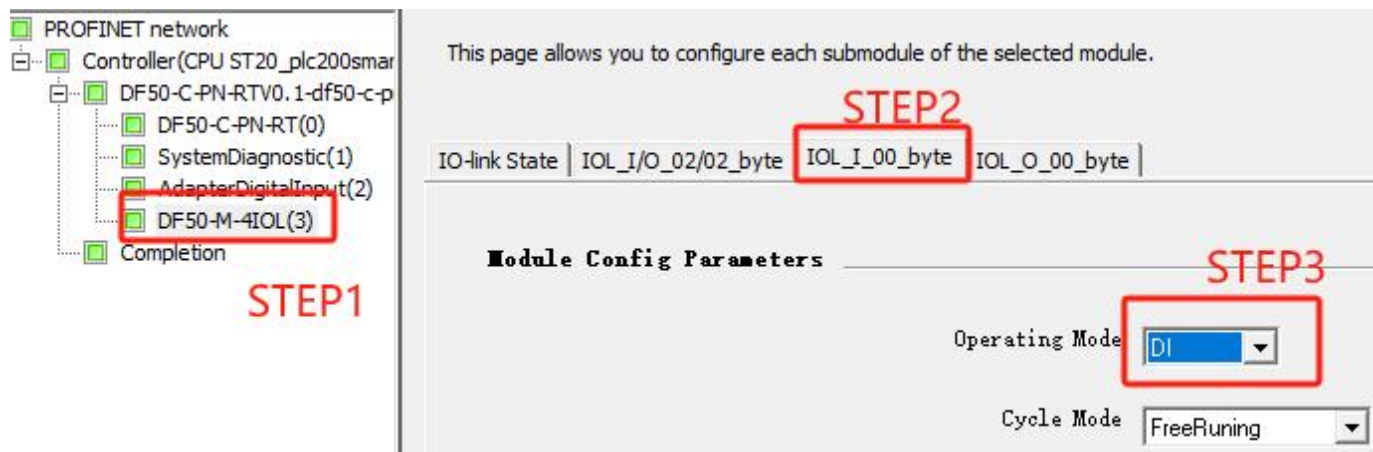 PROFINET network
Controller(CPU ST20_plc200smar
DF50-C-PN-RTV0.1-df50-c-p
DF50-C-PN-RT(0)
SystemDiagnostic(1)
AdapterDigitalInput(2)
DF50-M-4IOL(3)
Completion
STEP1
This page allows you to configure each submodule of the selected module.
STEP2
IO-link State IOL_I/O_02/02_byte IOL_I_00_byte IOL_O_00_byte
Module Config Parameters
STEP3
Operating Mode DI
Cycle Mode FreeRuning